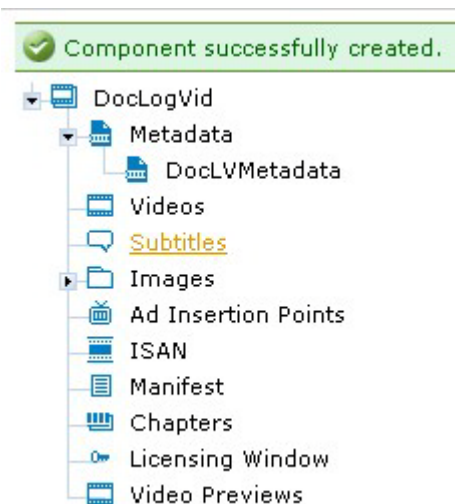 Component successfully created.
DocLogVid
Metadata
DocLVMetadata
Videos
Subtitles
Images
Ad Insertion Points
ISAN
Manifest
Chapters
Licensing Window
Video Previews